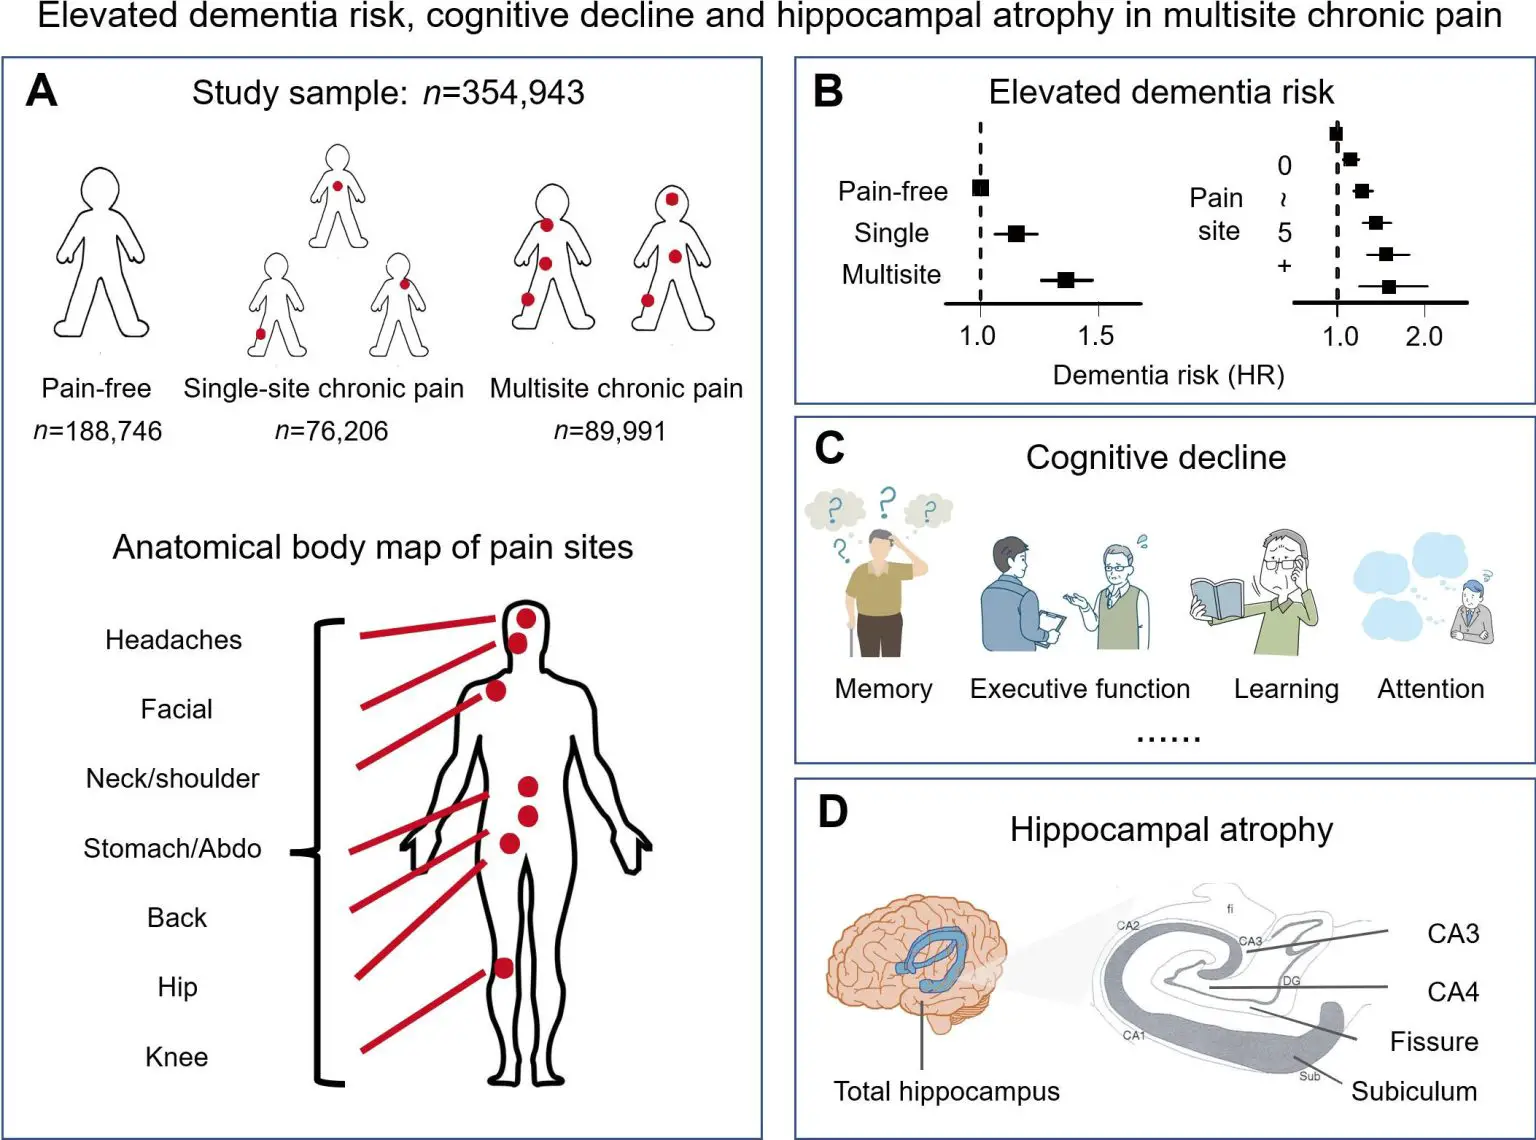 Elevated dementia risk, cognitive decline and hippocampal atrophy in multisite chronic pain
A
Study sample: n=354,943
Pain-free
Single-site chronic pain
Multisite chronic pain
n=188,746
n=76,206
n=89,991
Anatomical body map of pain sites
Headaches
Facial
Neck/shoulder
Stomach/Abdo
Back
Hip
Knee
B
Elevated dementia risk
Pain-free
Single
Multisite
1.0
1.5
Pain
site
0
~
5
+
1.0
2.0
Dementia risk (HR)
C
Cognitive decline
? ? ?
?
Memory
Executive function
Learning
Attention
......
D
Hippocampal atrophy
Total hippocampus
fi
CA2
CA3
DG
CA1
Sub
CA3
CA4
Fissure
Subiculum